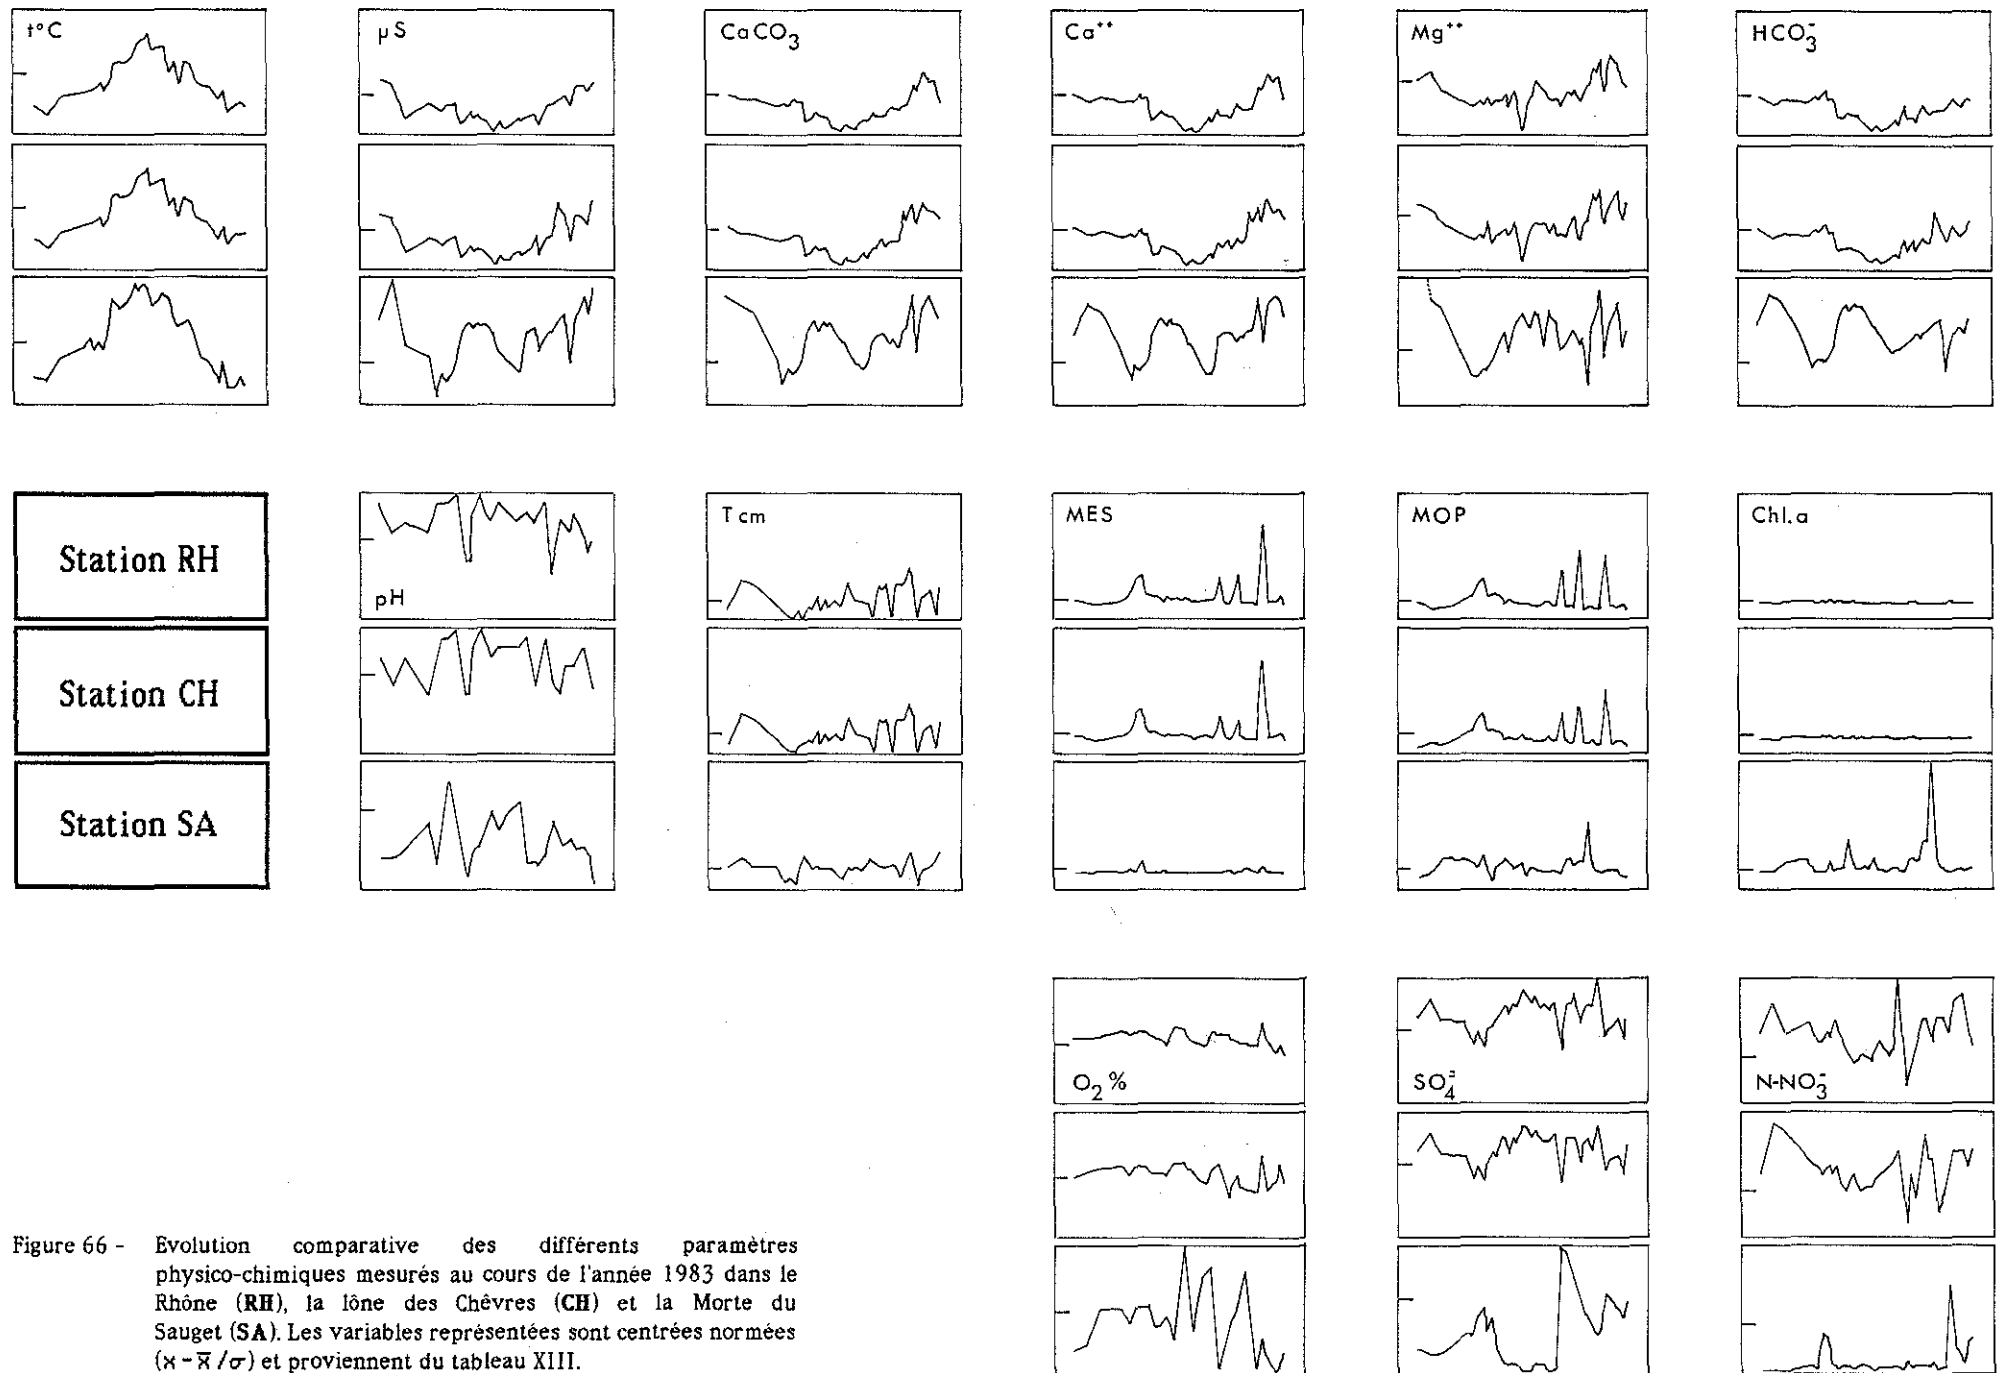 t°C
µS
CaCO3
Ca++
Mg++
HCO3-
Station RH
Station CH
Station SA
pH
T cm
MES
MOP
Chl.a
O2 %
SO4=
N-NO3-
Figure 66 - Evolution comparative des différents paramètres
physico-chimiques mesurés au cours de l'année 1983 dans le
Rhône (RH), la lône des Chêvres (CH) et la Morte du
Sauget (SA). Les variables représentées sont centrées normées
(x - x̄ /σ) et proviennent du tableau XIII.